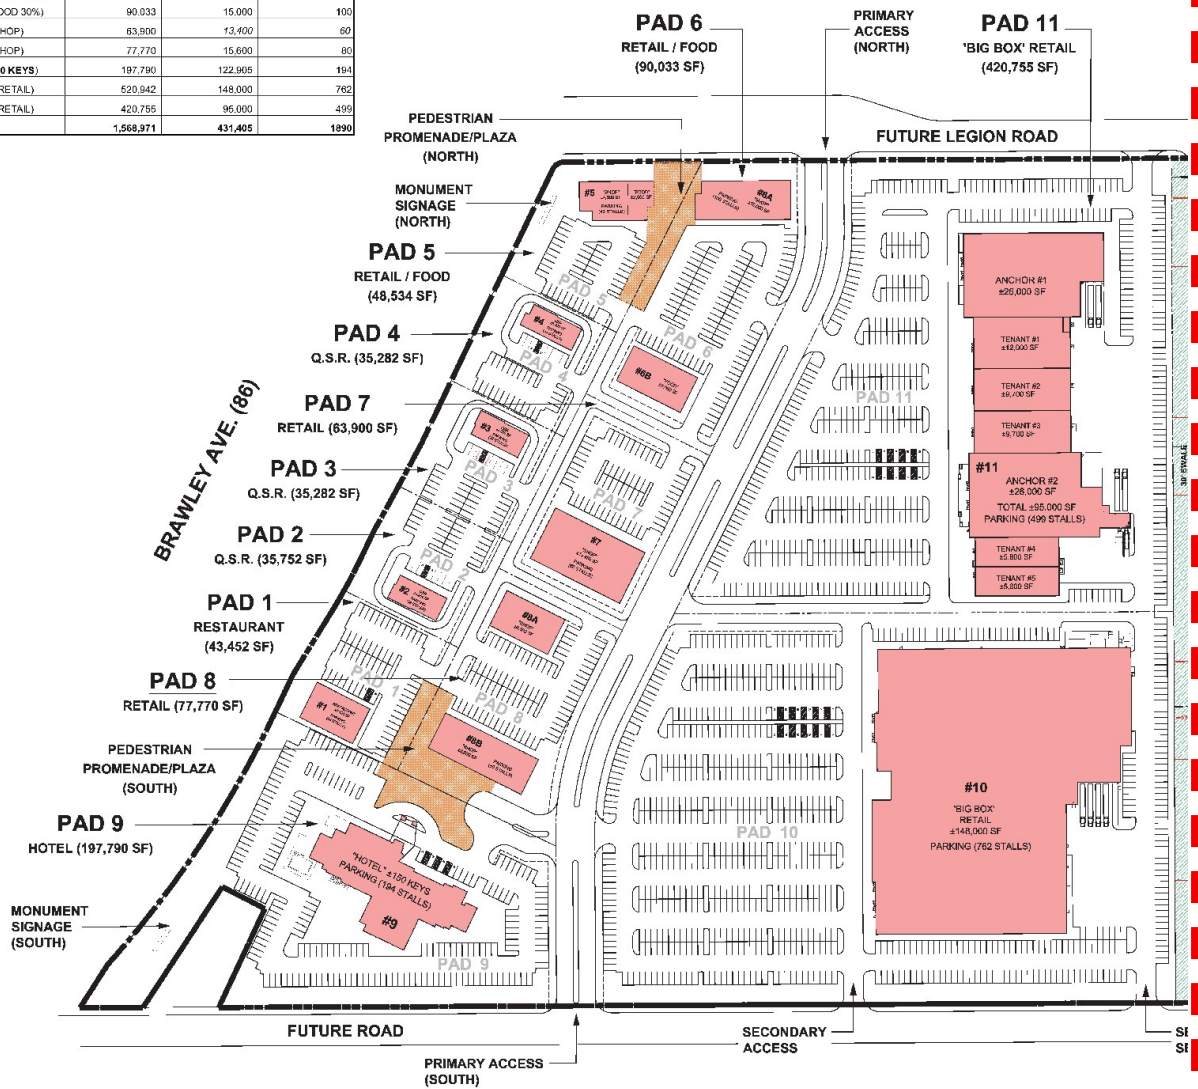 90,033 15,000 100
63,900 13,400 60
77,770 15,600 80
197,790 122,905 194
520,942 148,000 762
420,755 95,000 499
1,568,971 431,405 1890
PAD 6
RETAIL / FOOD
(90,033 SF)
PRIMARY
ACCESS
(NORTH)
PAD 11
'BIG BOX' RETAIL
(420,755 SF)
FUTURE LEGION ROAD
PEDESTRIAN
PROMENADE/PLAZA
(NORTH)
MONUMENT
SIGNAGE
(NORTH)
PAD 5
RETAIL / FOOD
(48,534 SF)
PAD 4
Q.S.R. (35,282 SF)
PAD 7
RETAIL (63,900 SF)
PAD 3
Q.S.R. (35,282 SF)
PAD 2
Q.S.R. (35,752 SF)
PAD 1
RESTAURANT
(43,452 SF)
PAD 8
RETAIL (77,770 SF)
PEDESTRIAN
PROMENADE/PLAZA
(SOUTH)
PAD 9
HOTEL (197,790 SF)
MONUMENT
SIGNAGE
(SOUTH)
BRAWLEY AVE. (86)
#5
#6A
PAD 5
#4
PAD 4
PAD 6
#6B
#3
PAD 3
PAD 7
#7
PAD 2
#2
#8A
PAD 1
#1
PAD 8
#8B
"HOTEL" ±150 KEYS
PARKING (194 STALLS)
#9
PAD 9
PAD 11
ANCHOR #1
±26,000 SF
TENANT #1
±12,000 SF
TENANT #2
±9,700 SF
TENANT #3
±9,700 SF
#11
ANCHOR #2
±26,000 SF
TOTAL ±95,000 SF
PARKING (499 STALLS)
TENANT #4
±5,800 SF
TENANT #5
±5,800 SF
30' SWALE
PAD 10
#10
'BIG BOX'
RETAIL
±148,000 SF
PARKING (762 STALLS)
FUTURE ROAD
PRIMARY ACCESS
(SOUTH)
SECONDARY
ACCESS